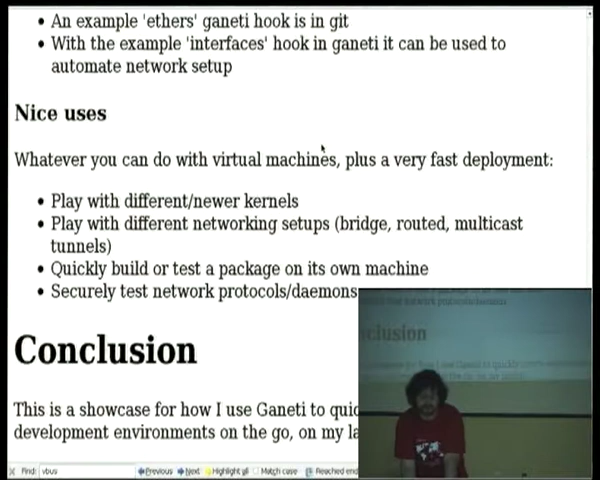 An example 'ethers' ganeti hook is in git
With the example 'interfaces' hook in ganeti it can be used to
automate network setup
Nice uses
Whatever you can do with virtual machines, plus a very fast deployment:
Play with different/newer kernels
Play with different networking setups (bridge, routed, multicast
tunnels)
Quickly build or test a package on its own machine
Securely test network protocols/daemons
Conclusion
clusion
This is a showcase for how I use Ganeti to
development environments on the go, on my
Find: vbus Previous Next Highlight all Match case Reached end